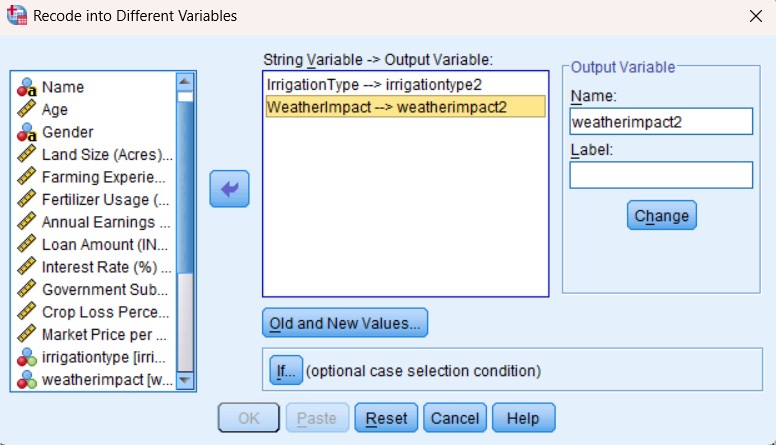 Recode into Different Variables
String Variable -> Output Variable:
Name
Age
Gender
Land Size (Acres)...
Farming Experie...
Fertilizer Usage (...
Annual Earnings ...
Loan Amount (IN...
Interest Rate (%) ...
Government Sub...
Crop Loss Perce...
Market Price per ...
irrigationtype [irri...
weatherimpact [w...
IrrigationType --> irrigationtype2
WeatherImpact --> weatherimpact2
Output Variable
Name:
weatherimpact2
Label:
Change
Old and New Values...
If... (optional case selection condition)
OK Paste Reset Cancel Help